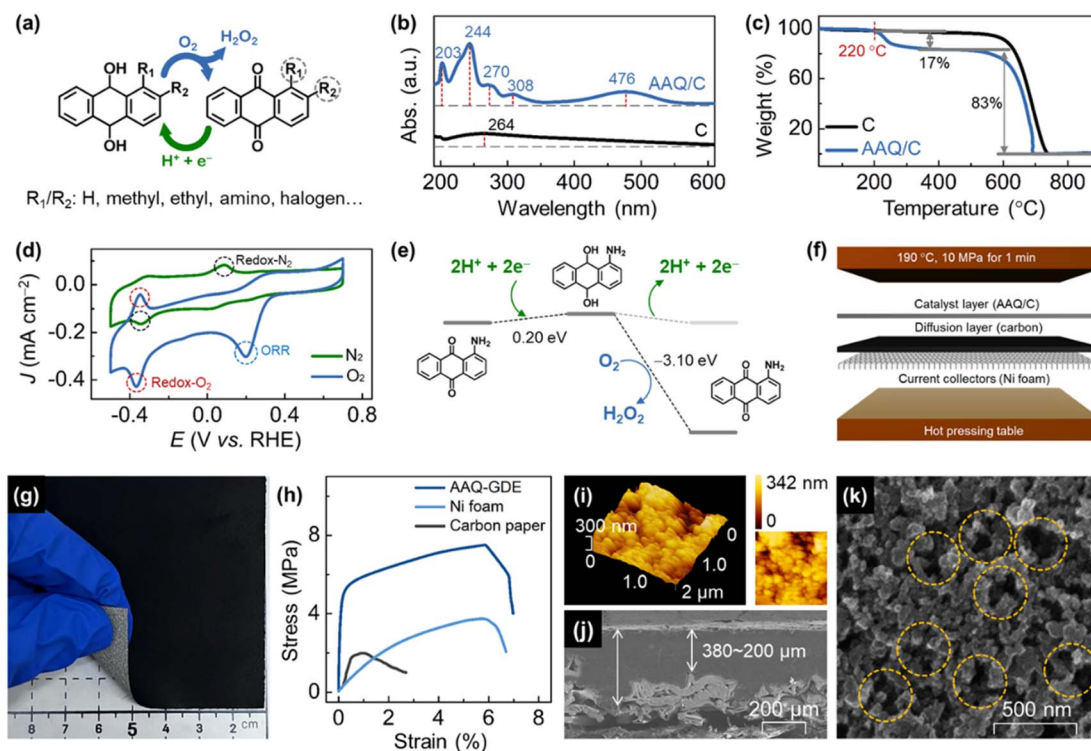 (a)
O₂
H₂O₂
OH
R₁
R₂
OH
O
R₁
R₂
O
H⁺ + e⁻
R₁/R₂: H, methyl, ethyl, amino, halogen…
(b)
Abs. (a.u.)
203
244
270
308
476
AAQ/C
264
C
200 300 400 500 600
Wavelength (nm)
(c)
Weight (%)
100
80
20
0
220 °C
17%
83%
C
AAQ/C
0 200 400 600 800
Temperature (°C)
(d)
J (mA cm⁻²)
0.0
-0.2
-0.4
Redox-N₂
ORR
Redox-O₂
N₂
O₂
-0.4 0.0 0.4 0.8
E (V vs. RHE)
(e)
2H⁺ + 2e⁻
OH NH₂
OH
2H⁺ + 2e⁻
0.20 eV
O NH₂
O
O₂
−3.10 eV
H₂O₂
O NH₂
O
(f)
190 °C, 10 MPa for 1 min
Catalyst layer (AAQ/C)
Diffusion layer (carbon)
Current collectors (Ni foam)
Hot pressing table
(g)
8 7 6 5 4 3 2 cm
(h)
Stress (MPa)
8
4
0
AAQ-GDE
Ni foam
Carbon paper
0 2 4 6 8
Strain (%)
(i)
300 nm
0
0
1.0
1.0
2 μm
342 nm
0
(j)
380~200 μm
200 μm
(k)
500 nm